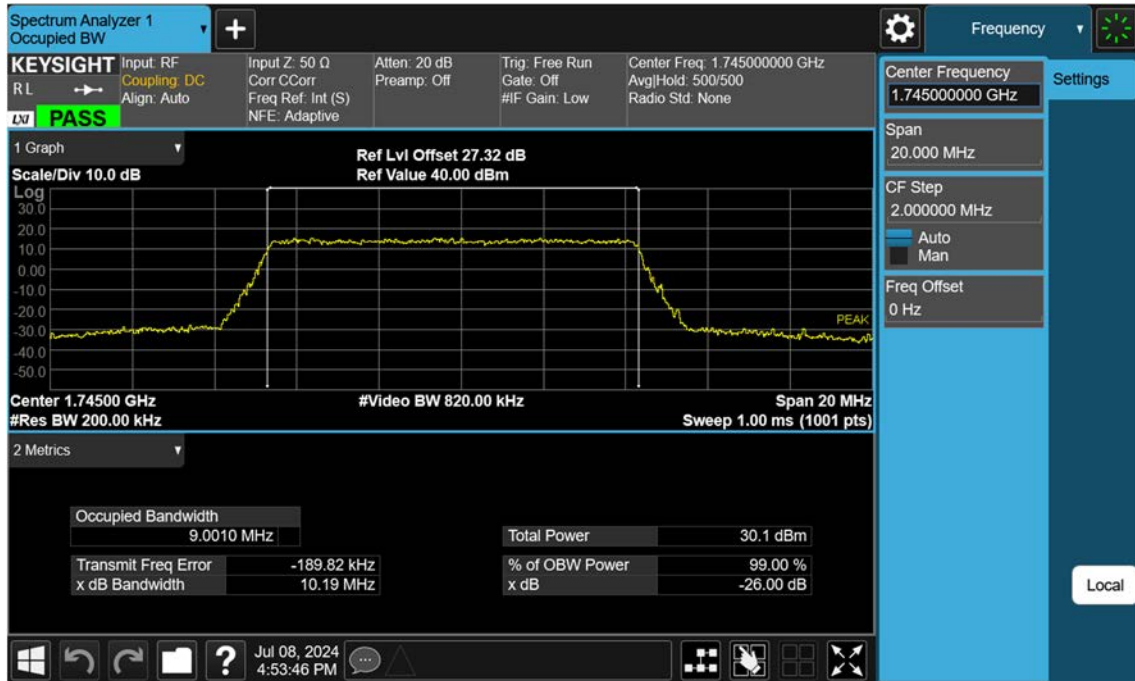 Spectrum Analyzer 1
Occupied BW
+
Frequency
KEYSIGHT
R L
LXI
PASS
Input: RF
Coupling: DC
Align: Auto
Input Z: 50 Ω
Corr CCorr
Freq Ref: Int (S)
NFE: Adaptive
Atten: 20 dB
Preamp: Off
Trig: Free Run
Gate: Off
#IF Gain: Low
Center Freq: 1.745000000 GHz
Avg|Hold: 500/500
Radio Std: None
Center Frequency
1.745000000 GHz
Settings
Span
20.000 MHz
CF Step
2.000000 MHz
Auto
Man
Freq Offset
0 Hz
1 Graph
Scale/Div 10.0 dB
Ref Lvl Offset 27.32 dB
Ref Value 40.00 dBm
Log
30.0
20.0
10.0
0.00
-10.0
-20.0
-30.0
-40.0
-50.0
PEAK
Center 1.74500 GHz
#Res BW 200.00 kHz
#Video BW 820.00 kHz
Span 20 MHz
Sweep 1.00 ms (1001 pts)
2 Metrics
Occupied Bandwidth
9.0010 MHz
Total Power 30.1 dBm
Transmit Freq Error -189.82 kHz
% of OBW Power 99.00 %
x dB Bandwidth 10.19 MHz
x dB -26.00 dB
Local
?
Jul 08, 2024
4:53:46 PM